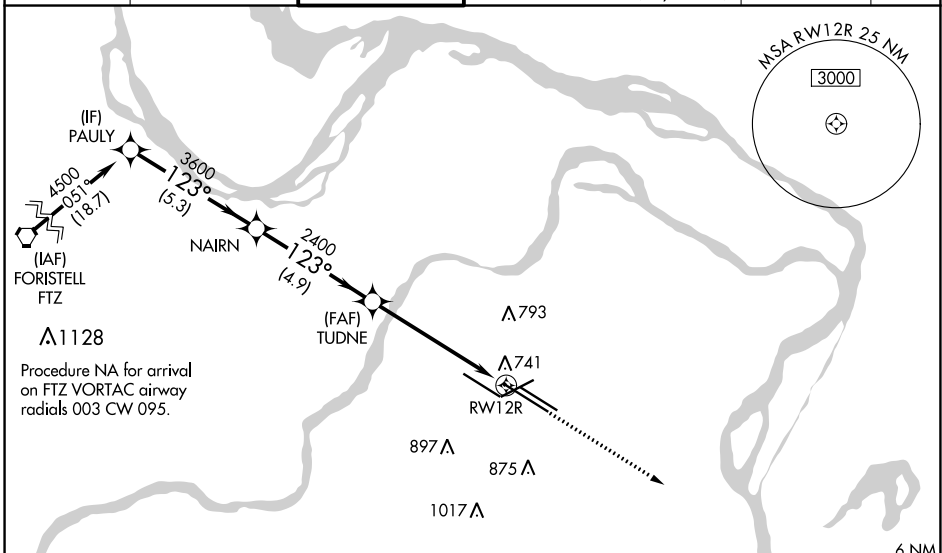 MSA RW12R 25 NM
3000
(IF)
PAULY
4500
051°
(18.7)
3600
123°
(5.3)
NAIRN
2400
123°
(4.9)
(IAF)
FORISTELL
FTZ
(FAF)
TUDNE
793
1128
741
Procedure NA for arrival
on FTZ VORTAC airway
radials 003 CW 095.
RW12R
897
875
1017
6 NM